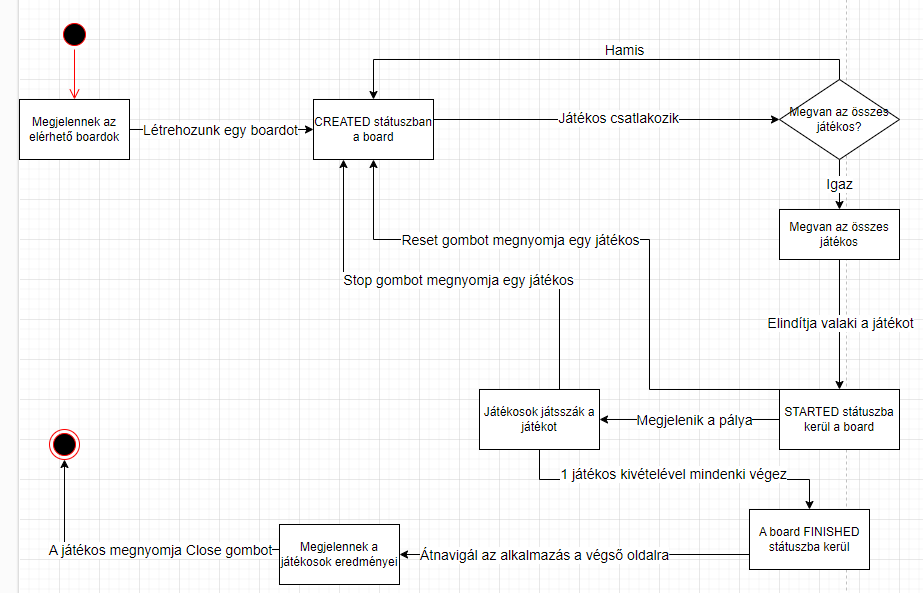 Hamis
Megjelennek az
elérhető boardok
Létrehozunk egy boardot
CREATED státuszban
a board
Játékos csatlakozik
Megvan az összes
játékos?
Igaz
Megvan az összes
játékos
Reset gombot megnyomja egy játékos
Stop gombot megnyomja egy játékos
Elindítja valaki a játékot
Játékosok játsszák a
játékot
Megjelenik a pálya
STARTED státuszba
kerül a board
1 játékos kivételével mindenki végez
A board FINISHED
státuszba kerül
Átnavigál az alkalmazás a végső oldalra
Megjelennek a
játékosok eredményei
A játékos megnyomja Close gombot